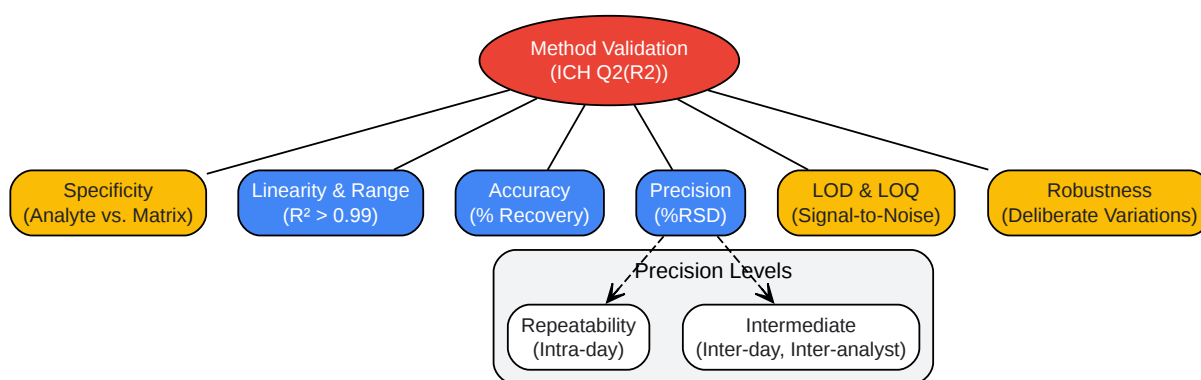 Method Validation
(ICH Q2(R2))
Specificity
(Analyte vs. Matrix)
Linearity & Range
(R² > 0.99)
Accuracy
(% Recovery)
Precision
(%RSD)
LOD & LOQ
(Signal-to-Noise)
Robustness
(Deliberate Variations)
Precision Levels
Repeatability
(Intra-day)
Intermediate
(Inter-day, Inter-analyst)